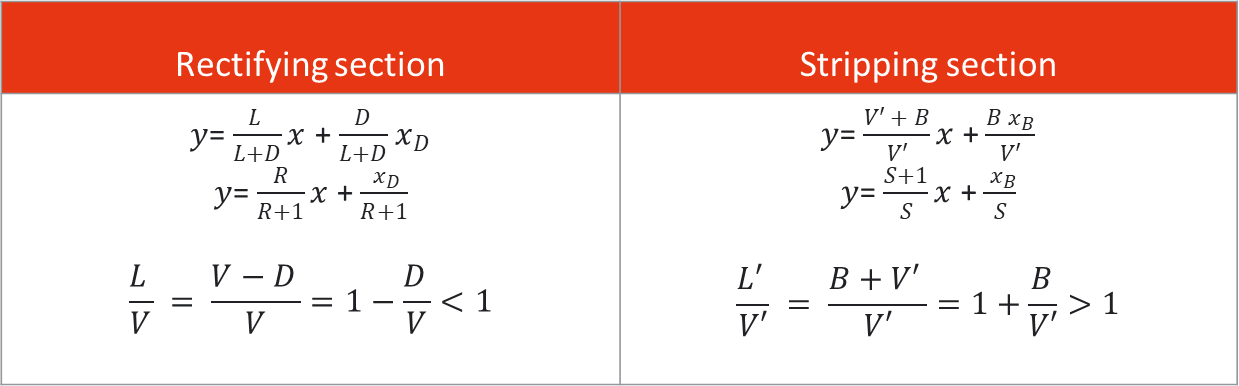 Rectifying section
y= L/(L+D) x + D/(L+D) x_D
y= R/(R+1) x + x_D/(R+1)
L/V = (V − D)/V = 1 − D/V < 1
Stripping section
y= (V′ + B)/V′ x + (B x_B)/V′
y= (S+1)/S x + x_B/S
L′/V′ = (B + V′)/V′ = 1 + B/V′ > 1